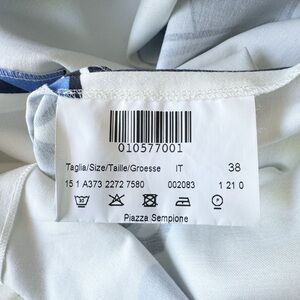 010577001
Taglia/Size/Taille/Groesse IT 38
15 1 A373 2272 7580 002083 1 21 0
Piazza Sempione